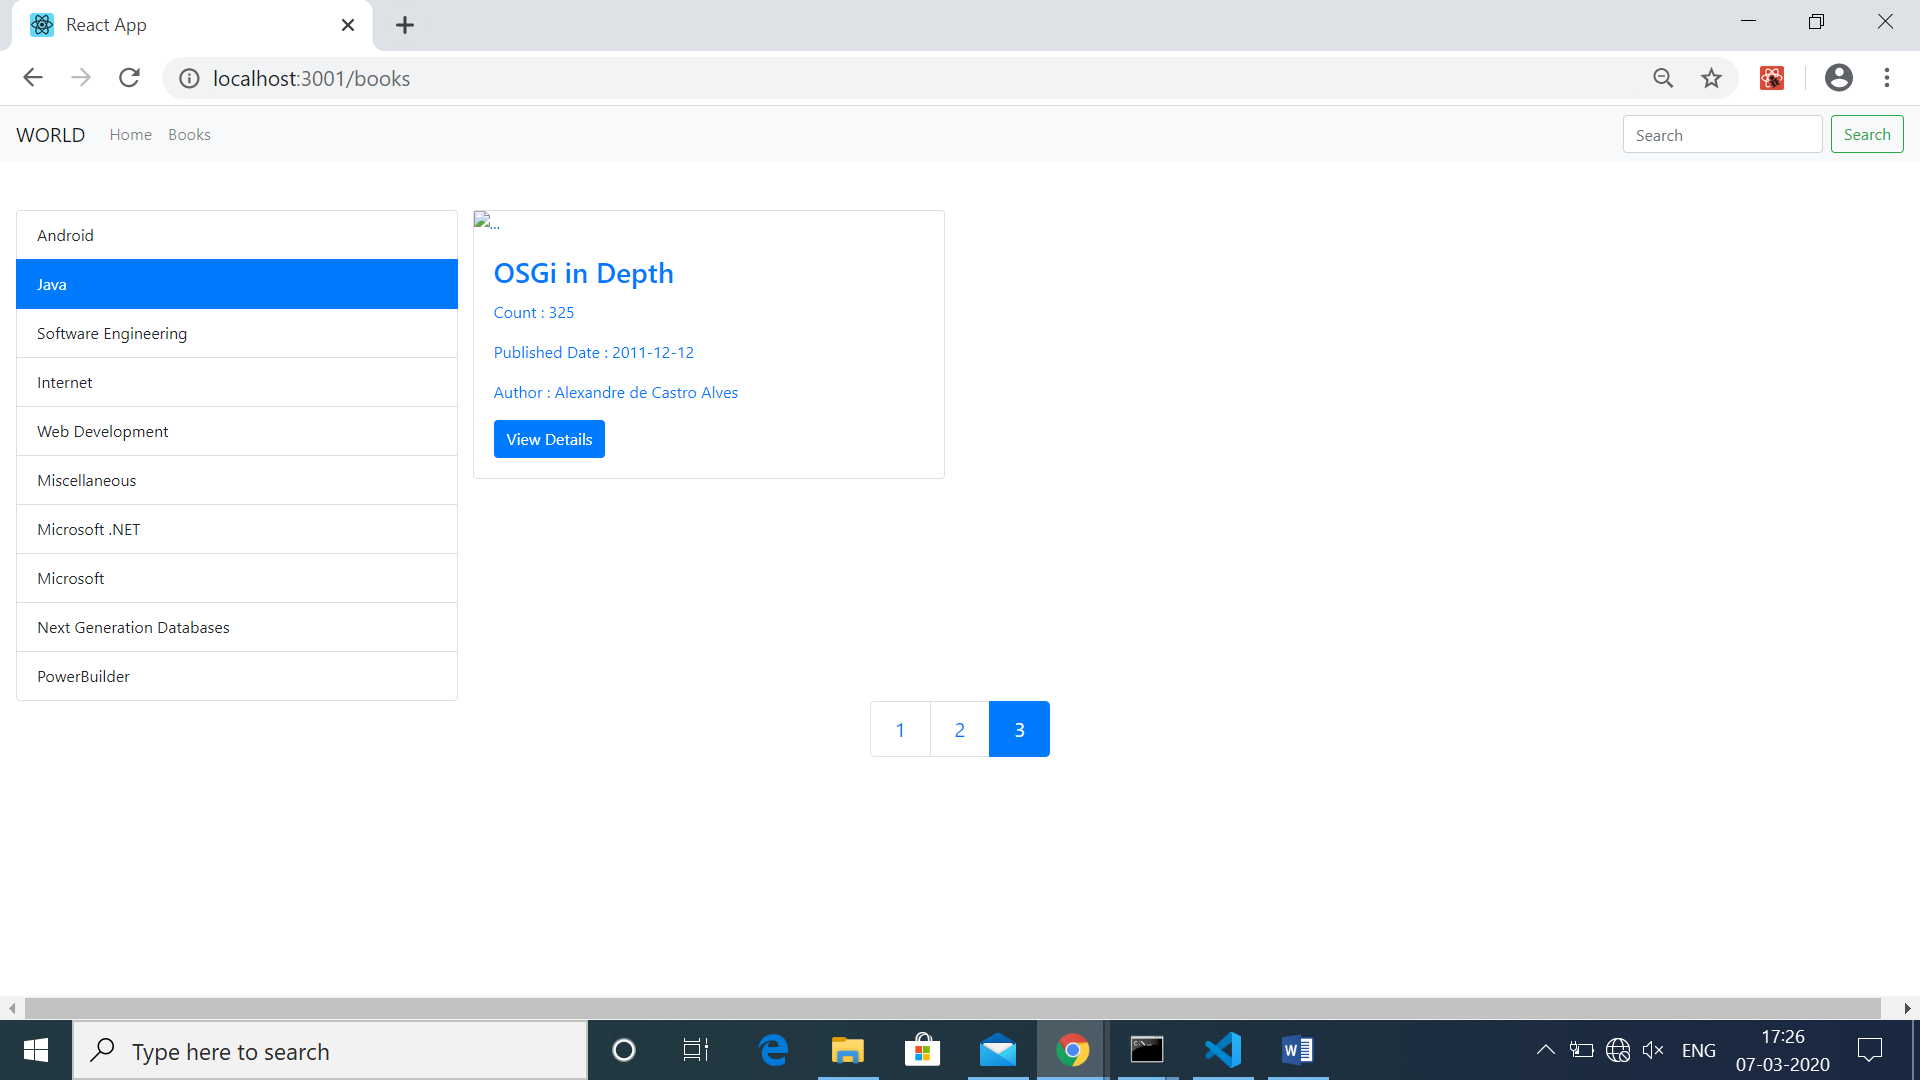 React App
localhost:3001/books
WORLD Home Books Search Search
Android
Java
Software Engineering
Internet
Web Development
Miscellaneous
Microsoft .NET
Microsoft
Next Generation Databases
PowerBuilder
...
OSGi in Depth
Count : 325
Published Date : 2011-12-12
Author : Alexandre de Castro Alves
View Details
1 2 3
Type here to search
ENG
17:26
07-03-2020